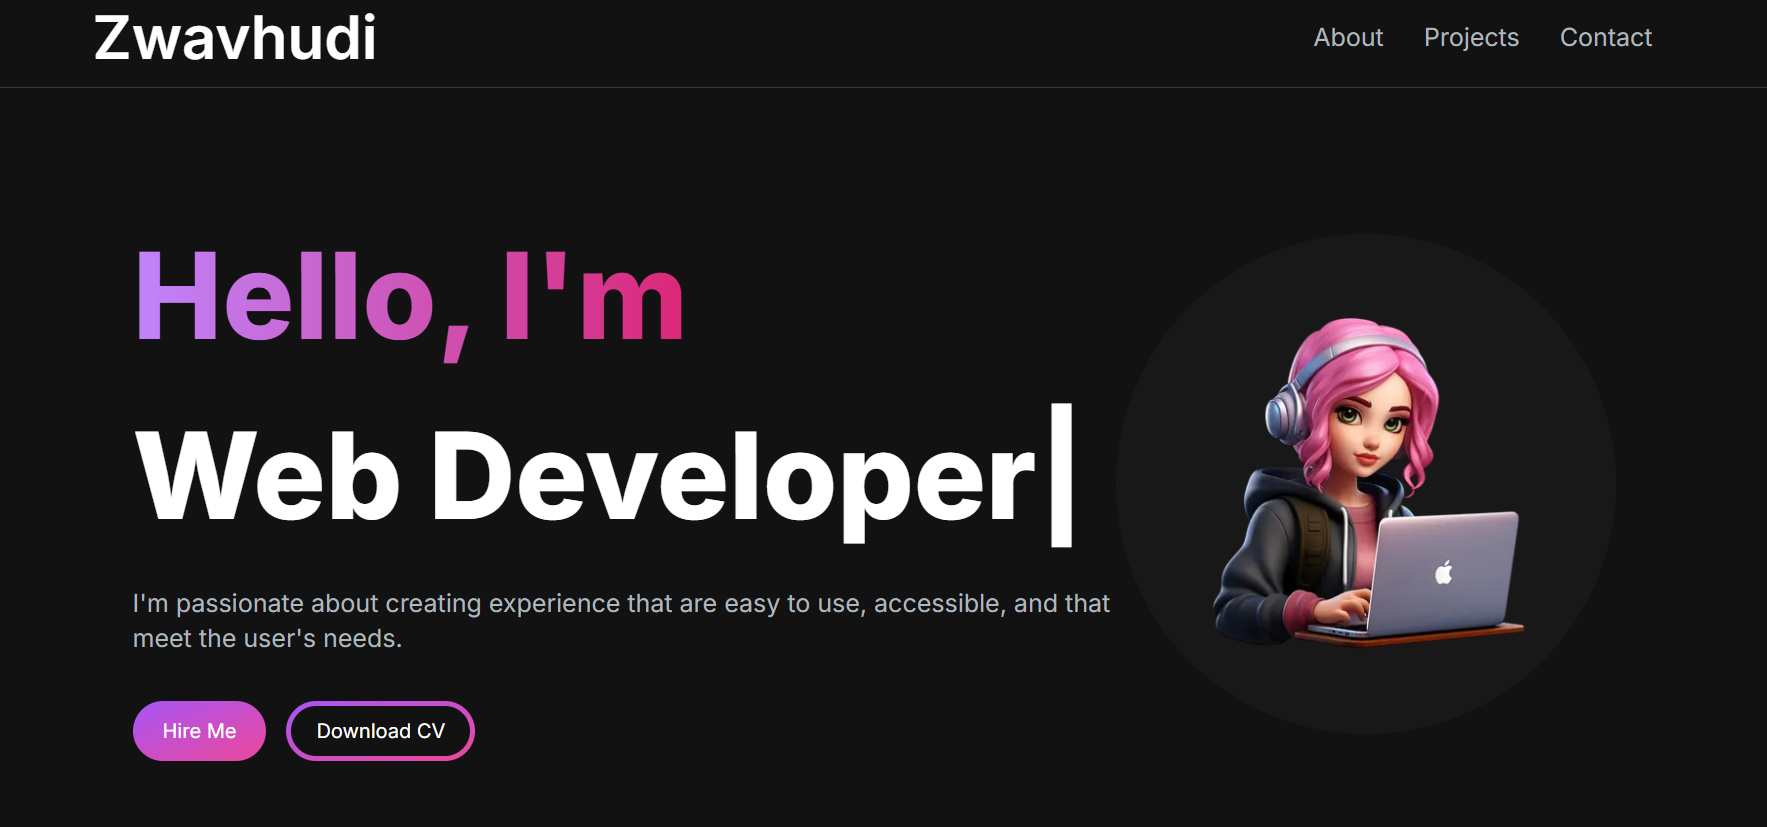 Zwavhudi
About Projects Contact
Hello, I'm
Web Developer|
I'm passionate about creating experience that are easy to use, accessible, and that
meet the user's needs.
Hire Me Download CV